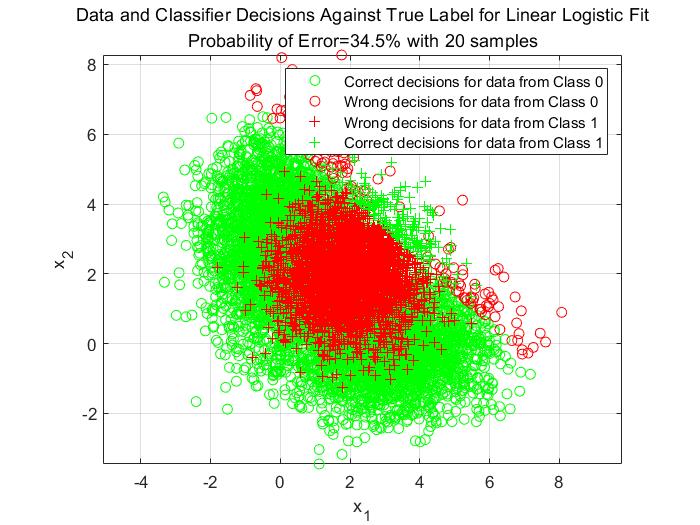 Data and Classifier Decisions Against True Label for Linear Logistic Fit
Probability of Error=34.5% with 20 samples
8
6
4
2
0
-2
x2
Correct decisions for data from Class 0
Wrong decisions for data from Class 0
Wrong decisions for data from Class 1
Correct decisions for data from Class 1
-4 -2 0 2 4 6 8
x1